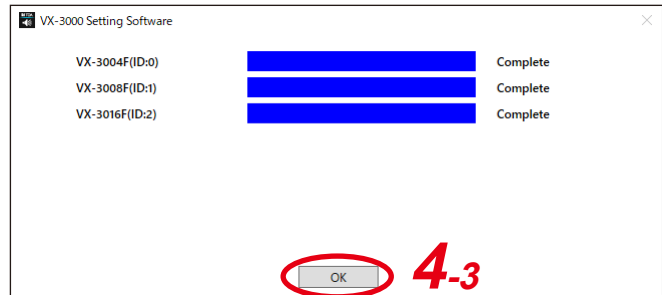 VX-3000 Setting Software
VX-3004F(ID:0) Complete
VX-3008F(ID:1) Complete
VX-3016F(ID:2) Complete
OK 4-3